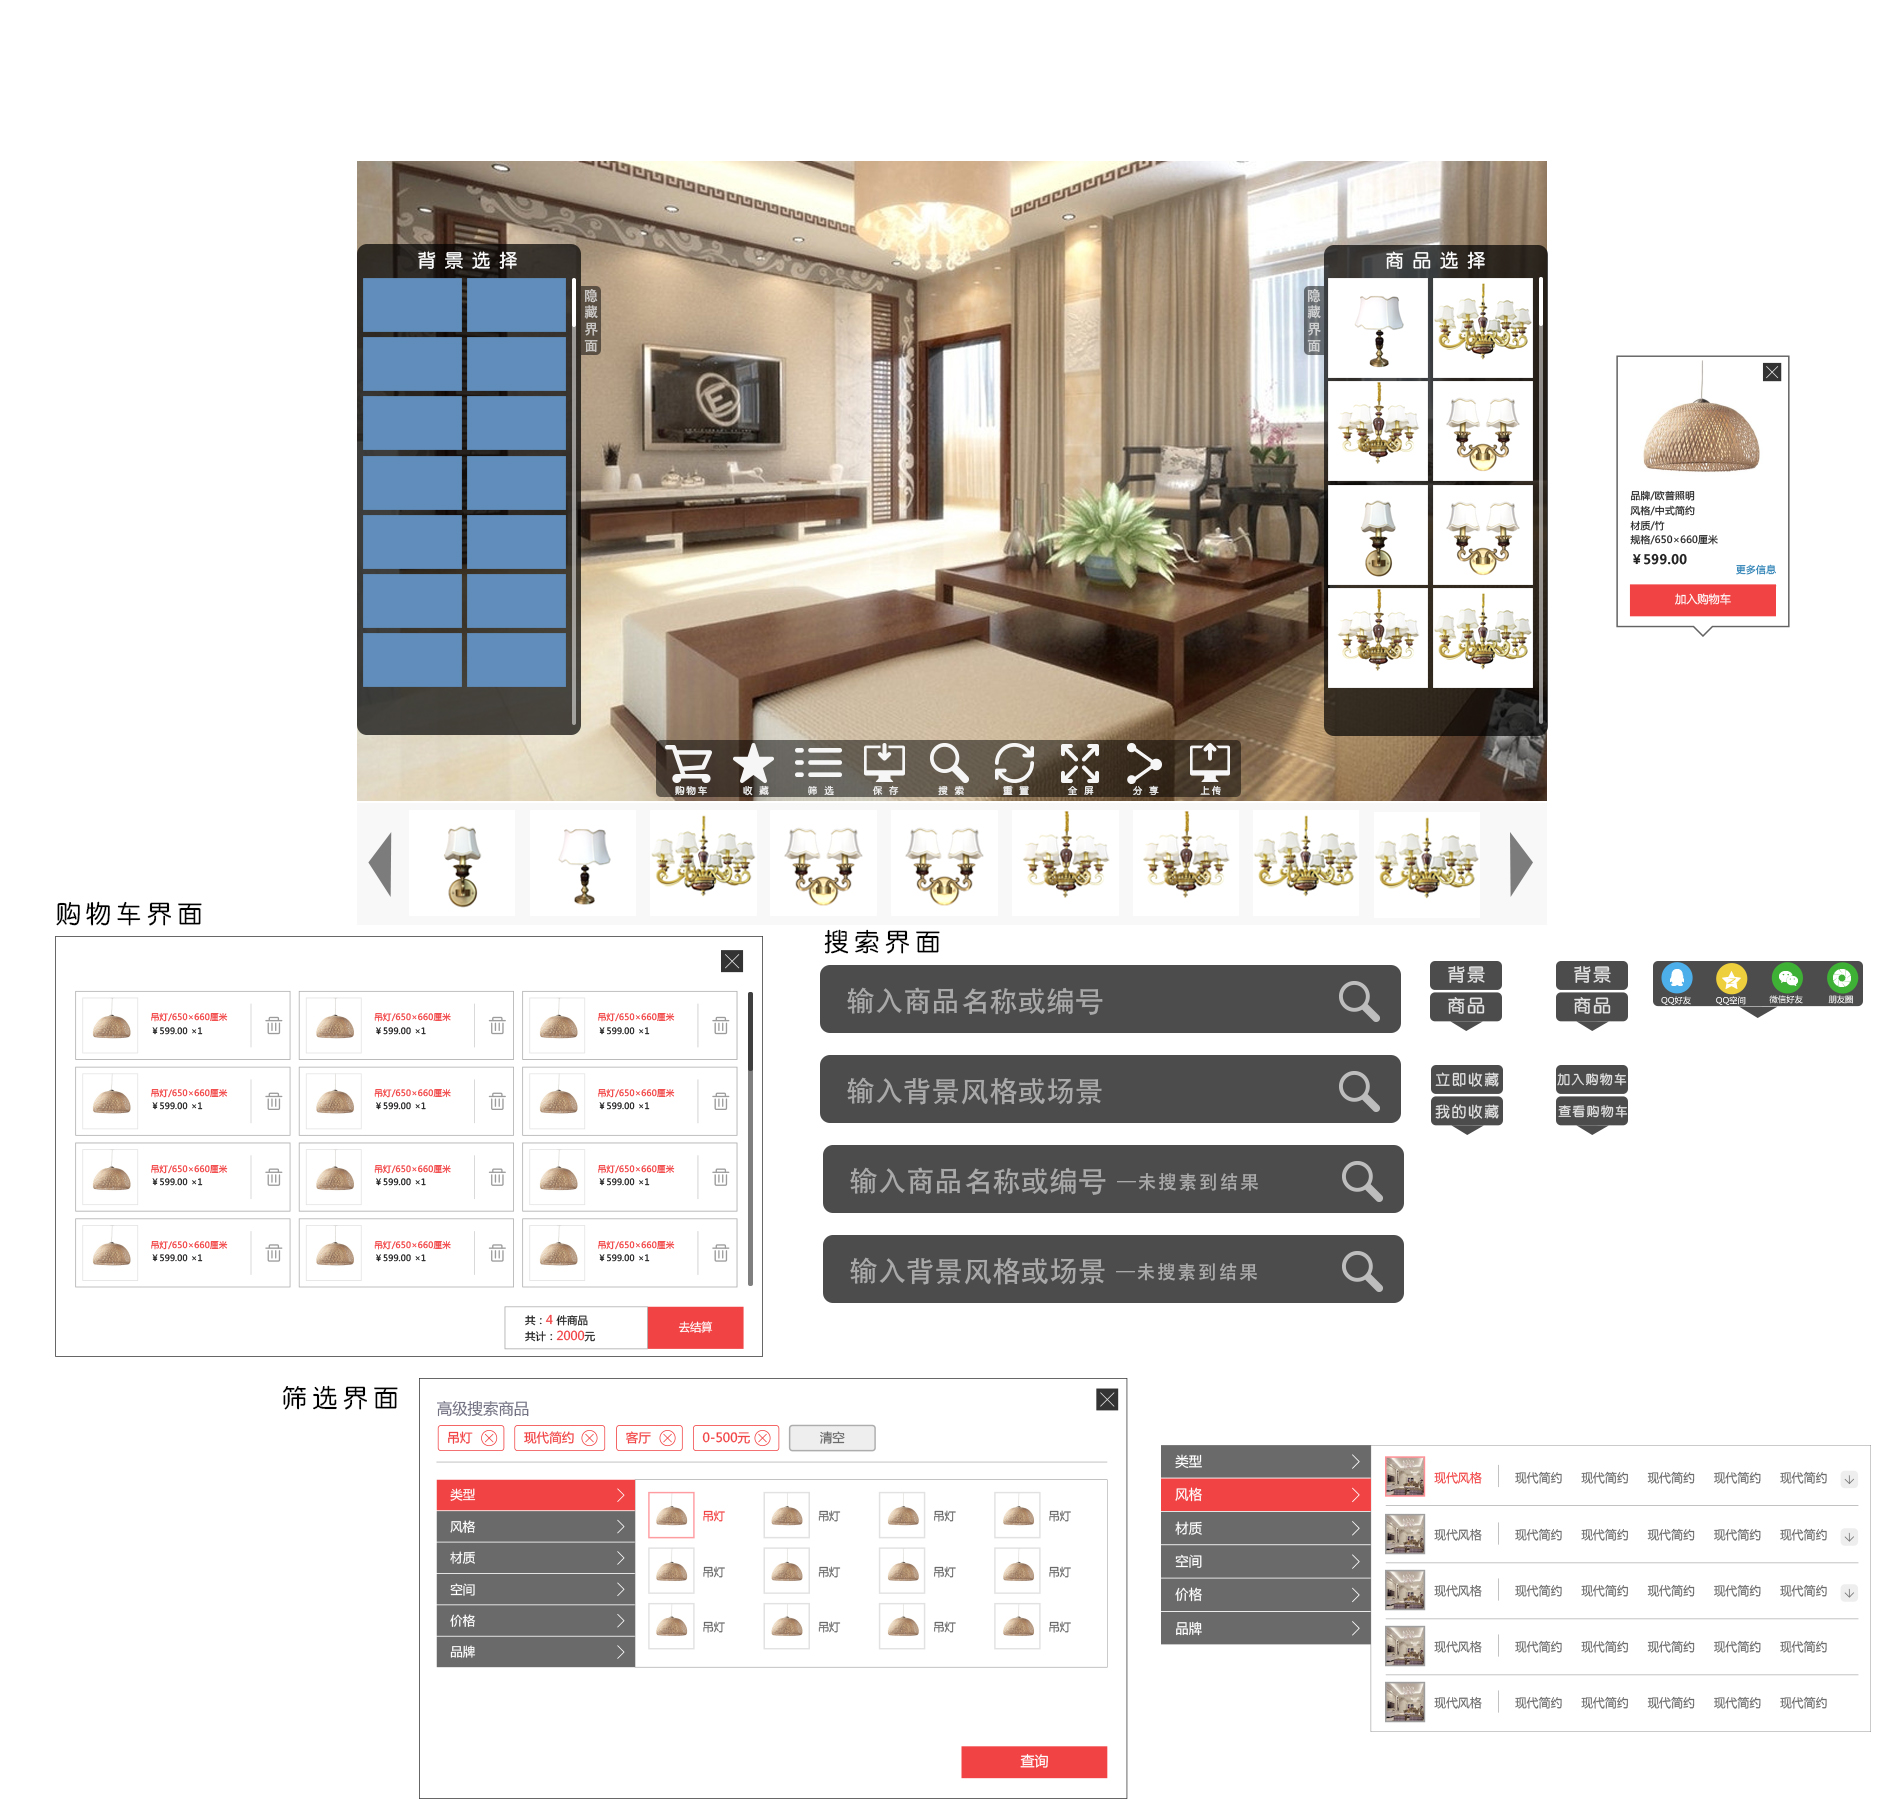 背景选择
隐藏界面
商品选择
隐藏界面
品牌/欧普照明
风格/中式简约
材质/竹
规格/650×660厘米
¥599.00
更多信息
加入购物车
购物车 收藏 筛选 保存 搜索 重置 全屏 分享 上传
购物车界面
吊灯/650×660厘米 吊灯/650×660厘米 吊灯/650×660厘米
¥599.00 ×1 ¥599.00 ×1 ¥599.00 ×1
吊灯/650×660厘米 吊灯/650×660厘米 吊灯/650×660厘米
¥599.00 ×1 ¥599.00 ×1 ¥599.00 ×1
吊灯/650×660厘米 吊灯/650×660厘米 吊灯/650×660厘米
¥599.00 ×1 ¥599.00 ×1 ¥599.00 ×1
吊灯/650×660厘米 吊灯/650×660厘米 吊灯/650×660厘米
¥599.00 ×1 ¥599.00 ×1 ¥599.00 ×1
共：4 件商品
共计：2000元
去结算
搜索界面
输入商品名称或编号
输入背景风格或场景
输入商品名称或编号 —未搜素到结果
输入背景风格或场景 —未搜素到结果
背景
商品
背景
商品
QQ好友 QQ空间 微信好友 朋友圈
立即收藏
我的收藏
加入购物车
查看购物车
筛选界面
高级搜索商品
吊灯 现代简约 客厅 0-500元 清空
类型
风格
材质
空间
价格
品牌
吊灯 吊灯 吊灯 吊灯
吊灯 吊灯 吊灯 吊灯
吊灯 吊灯 吊灯 吊灯
查询
类型
风格
材质
空间
价格
品牌
现代风格 现代简约 现代简约 现代简约 现代简约 现代简约
现代风格 现代简约 现代简约 现代简约 现代简约 现代简约
现代风格 现代简约 现代简约 现代简约 现代简约 现代简约
现代风格 现代简约 现代简约 现代简约 现代简约 现代简约
现代风格 现代简约 现代简约 现代简约 现代简约 现代简约